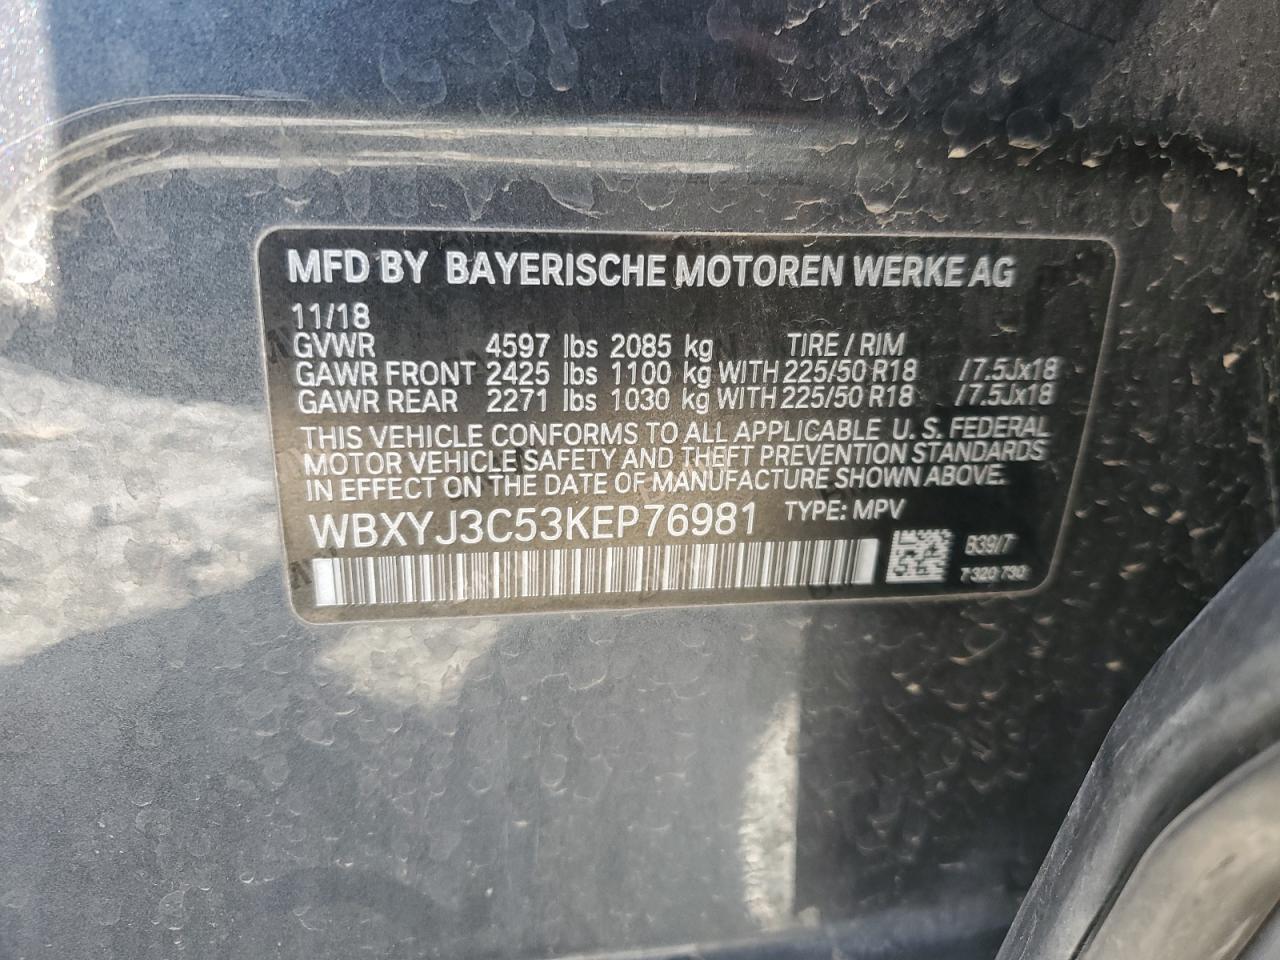 MFD BY BAYERISCHE MOTOREN WERKE AG
11/18
GVWR 4597 lbs 2085 kg TIRE / RIM
GAWR FRONT 2425 lbs 1100 kg WITH 225/50 R18 / 7.5Jx18
GAWR REAR 2271 lbs 1030 kg WITH 225/50 R18 / 7.5Jx18
THIS VEHICLE CONFORMS TO ALL APPLICABLE U. S. FEDERAL
MOTOR VEHICLE SAFETY AND THEFT PREVENTION STANDARDS
IN EFFECT ON THE DATE OF MANUFACTURE SHOWN ABOVE.
WBXYJ3C53KEP76981 TYPE: MPV
B39/7
7 320 730